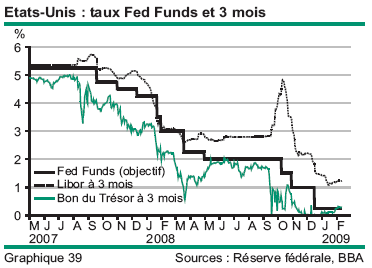 Etats-Unis : taux Fed Funds et 3 mois
%
6
5
4
3
2
1
0
Fed Funds (objectif)
Libor à 3 mois
Bon du Trésor à 3 mois
M J J A S O N D J F M A M J J A S O N D J F
2007 2008 2009
Graphique 39 Sources : Réserve fédérale, BBA